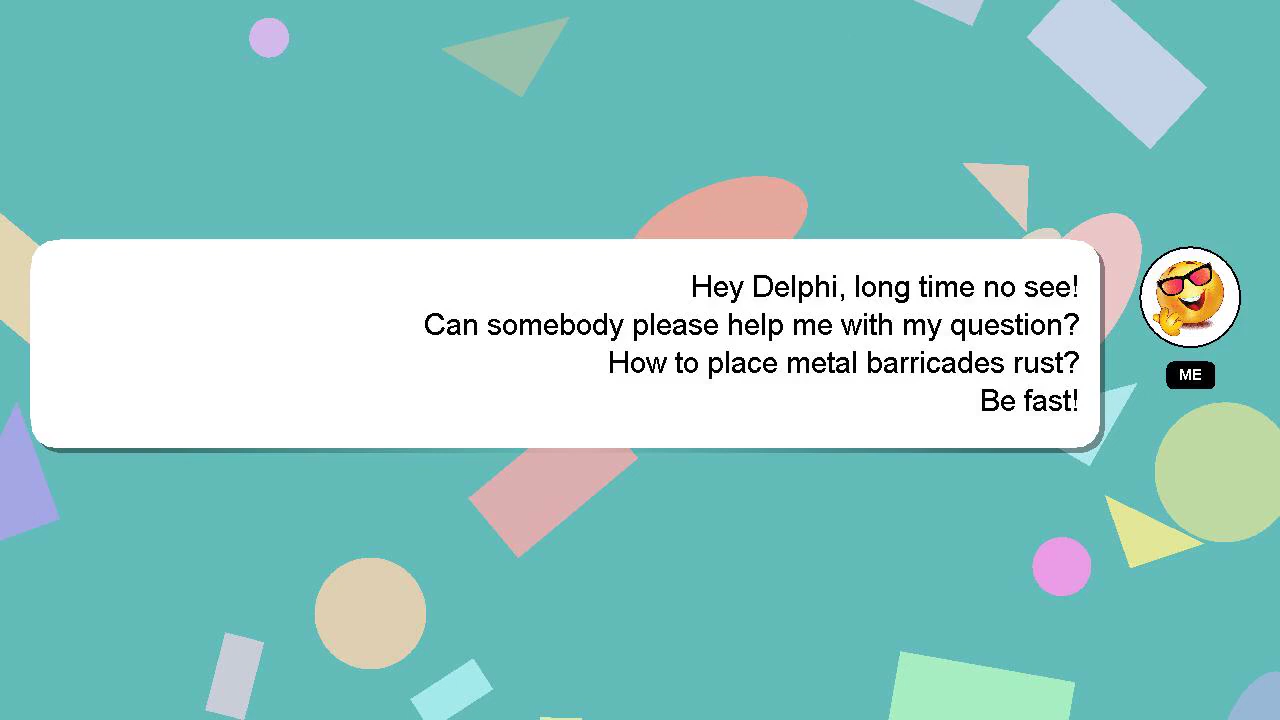 Hey Delphi, long time no see!
Can somebody please help me with my question?
How to place metal barricades rust?
Be fast!
ME